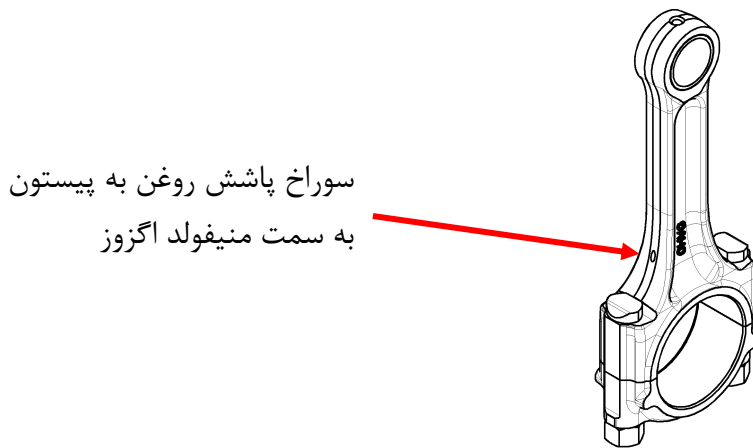 سوراخ پاشش روغن به پیستون
به سمت منیفولد اگزوز